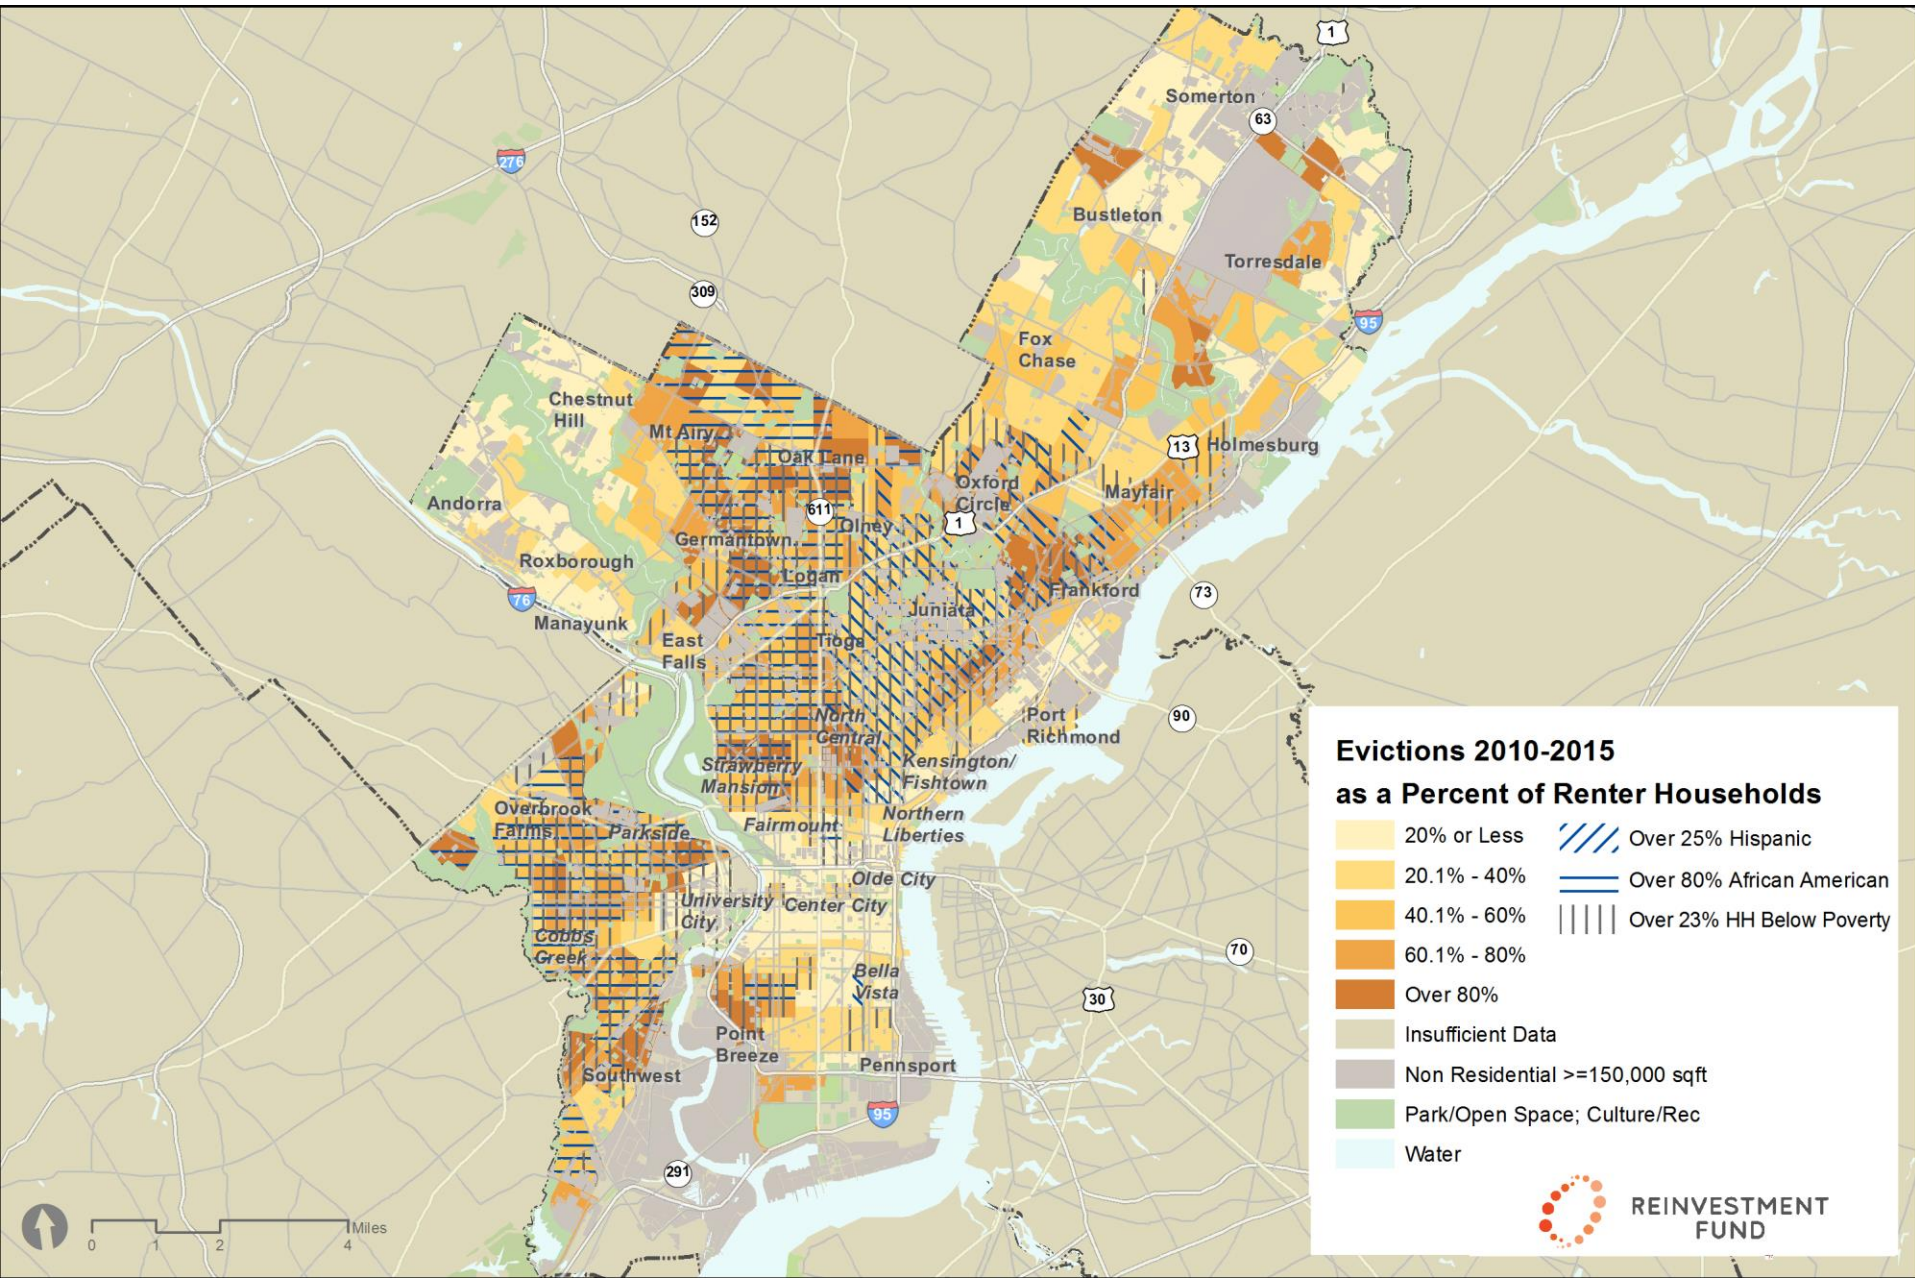 1
Somerton
63
276
Bustleton
152
Torresdale
309
95
Fox
Chase
Chestnut
Hill
Mt Airy
13
Holmesburg
Oak Lane
Oxford
Circle
Mayfair
Andorra
611
Olney
1
Germantown
Roxborough
Logan
76
Frankford
73
Juniata
Manayunk
East
Falls
Tioga
North
Central
Port
Richmond
90
Strawberry
Mansion
Kensington/
Fishtown
Overbrook
Farms
Parkside
Fairmount
Northern
Liberties
Olde City
University
City
Center City
Cobbs
Creek
70
Bella
Vista
30
Point
Breeze
Pennsport
Southwest
95
291
0 1 2 4
Miles
Evictions 2010-2015
as a Percent of Renter Households
20% or Less
20.1% - 40%
40.1% - 60%
60.1% - 80%
Over 80%
Insufficient Data
Non Residential >=150,000 sqft
Park/Open Space; Culture/Rec
Water
Over 25% Hispanic
Over 80% African American
Over 23% HH Below Poverty
REINVESTMENT
FUND